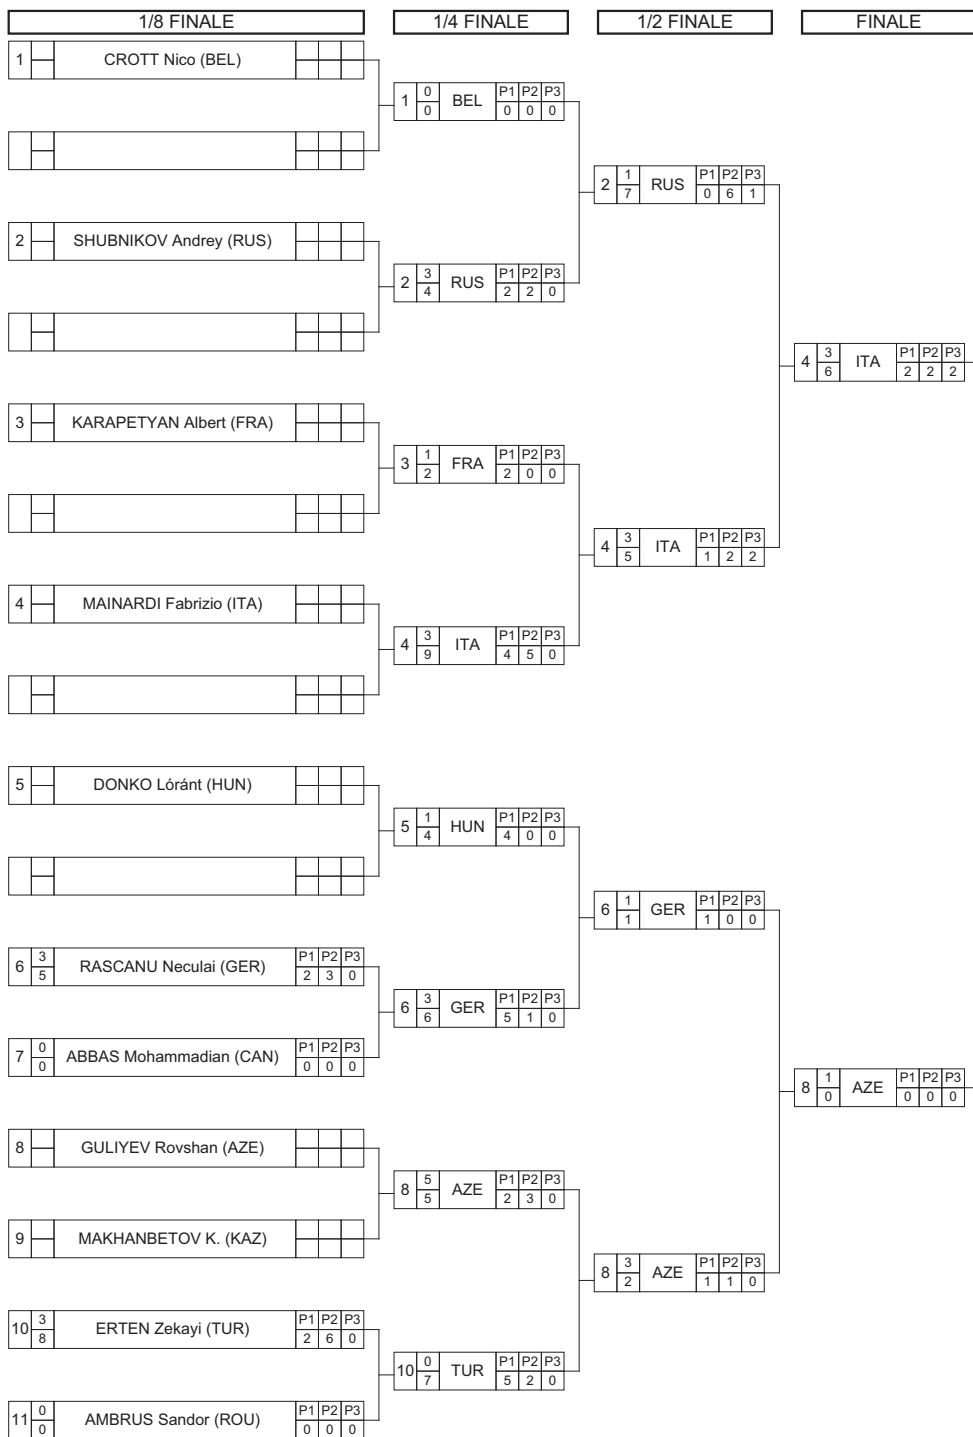 1/8 FINALE 1/4 FINALE 1/2 FINALE FINALE
1 CROTT Nico (BEL)
1 0 0 BEL P1 P2 P3 0 0 0
2 1 7 RUS P1 P2 P3 0 6 1
2 SHUBNIKOV Andrey (RUS)
2 3 4 RUS P1 P2 P3 2 2 0
4 3 6 ITA P1 P2 P3 2 2 2
3 KARAPETYAN Albert (FRA)
3 1 2 FRA P1 P2 P3 2 0 0
4 3 5 ITA P1 P2 P3 1 2 2
4 MAINARDI Fabrizio (ITA)
4 3 9 ITA P1 P2 P3 4 5 0
5 DONKO Lóránt (HUN)
5 1 4 HUN P1 P2 P3 4 0 0
6 1 1 GER P1 P2 P3 1 0 0
6 3 5 RASCANU Neculai (GER) P1 P2 P3 2 3 0
6 3 6 GER P1 P2 P3 5 1 0
7 0 0 ABBAS Mohammadian (CAN) P1 P2 P3 0 0 0
8 1 0 AZE P1 P2 P3 0 0 0
8 GULIYEV Rovshan (AZE)
8 5 5 AZE P1 P2 P3 2 3 0
9 MAKHANBETOV K. (KAZ)
8 3 2 AZE P1 P2 P3 1 1 0
10 3 8 ERTEN Zekayi (TUR) P1 P2 P3 2 6 0
10 0 7 TUR P1 P2 P3 5 2 0
11 0 0 AMBRUS Sandor (ROU) P1 P2 P3 0 0 0